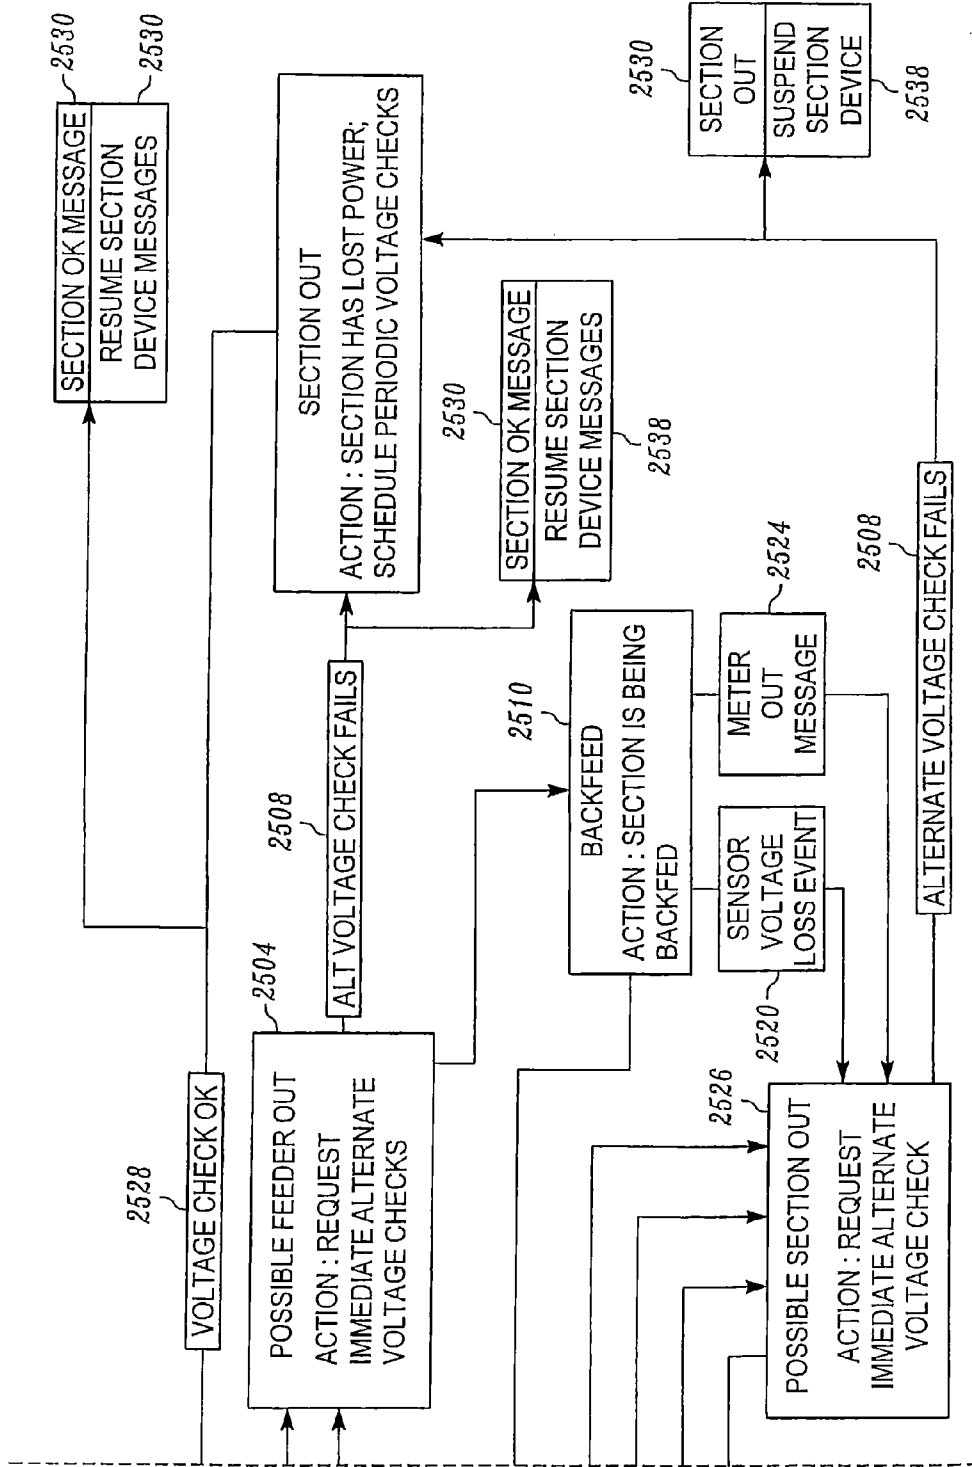 2530
SECTION OK MESSAGE
RESUME SECTION
DEVICE MESSAGES
2530
2528
VOLTAGE CHECK OK
SECTION OUT
ACTION : SECTION HAS LOST POWER;
SCHEDULE PERIODIC VOLTAGE CHECKS
2504
POSSIBLE FEEDER OUT
ACTION : REQUEST
IMMEDIATE ALTERNATE
VOLTAGE CHECKS
2508
ALT VOLTAGE CHECK FAILS
2530
SECTION OK MESSAGE
RESUME SECTION
DEVICE MESSAGES
2538
2510
BACKFEED
ACTION : SECTION IS BEING
BACKFED
2530
SECTION
OUT
SUSPEND
SECTION
DEVICE
2538
2520
SENSOR
VOLTAGE
LOSS EVENT
2524
METER
OUT
MESSAGE
2526
POSSIBLE SECTION OUT
ACTION : REQUEST
IMMEDIATE ALTERNATE
VOLTAGE CHECK
2508
ALTERNATE VOLTAGE CHECK FAILS